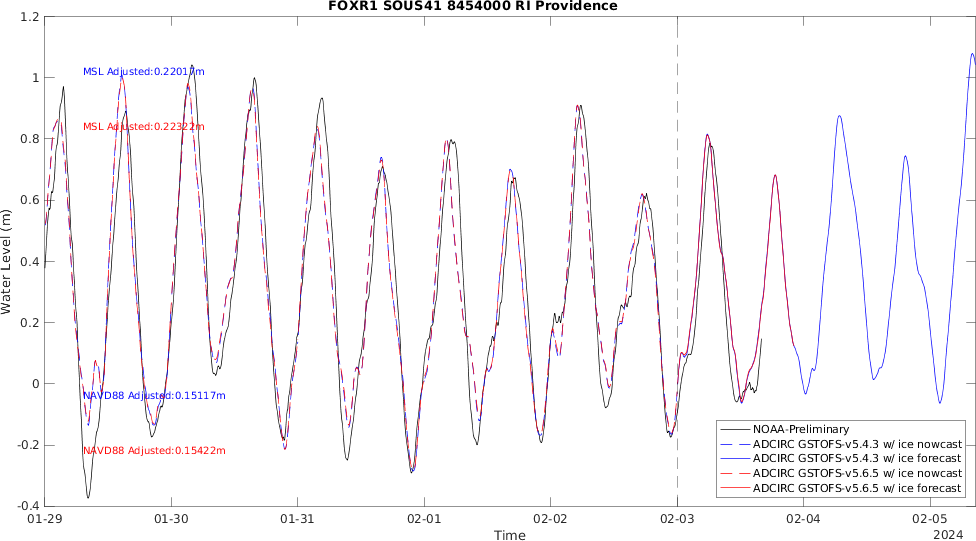 FOXR1 SOUS41 8454000 RI Providence
1.2
1
0.8
0.6
0.4
0.2
0
-0.2
-0.4
Water Level (m)
MSL Adjusted:0.22017m
MSL Adjusted:0.22322m
NAVD88 Adjusted:0.15117m
NAVD88 Adjusted:0.15422m
NOAA-Preliminary
ADCIRC GSTOFS-v5.4.3 w/ ice nowcast
ADCIRC GSTOFS-v5.4.3 w/ ice forecast
ADCIRC GSTOFS-v5.6.5 w/ ice nowcast
ADCIRC GSTOFS-v5.6.5 w/ ice forecast
01-29 01-30 01-31 02-01 02-02 02-03 02-04 02-05
Time
2024